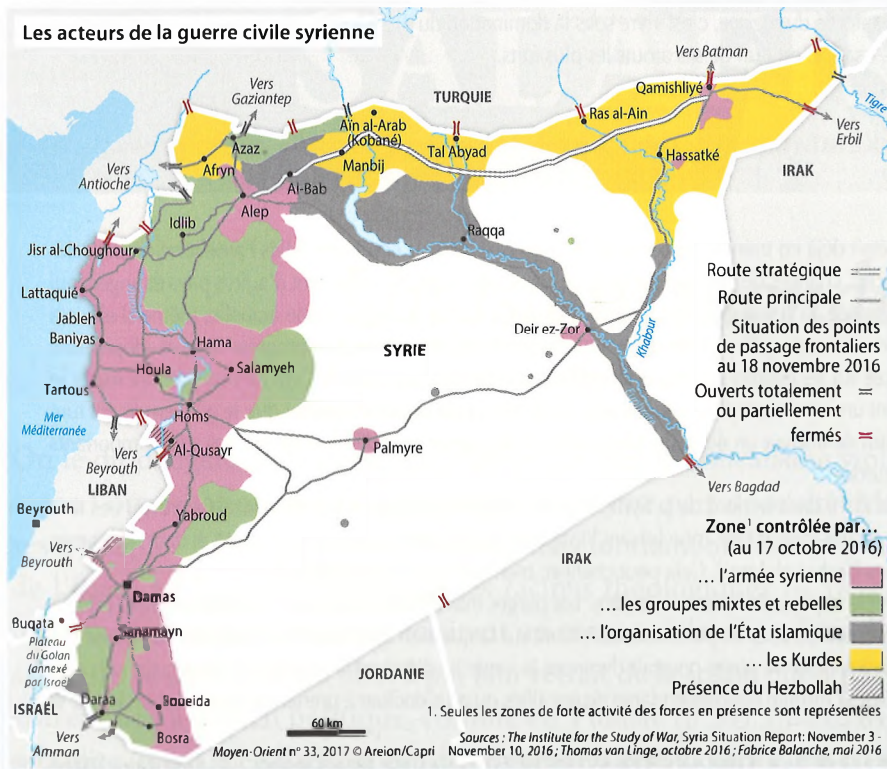 Les acteurs de la guerre civile syrienne
Vers Batman
Vers
Gaziantep
TURQUIE
Qamishliyé
Tigre
Aïn al-Arab
(Kobané)
Ras al-Ain
Azaz
Tal Abyad
Vers
Erbil
Vers
Antioche
Afryn
Manbij
Hassatké
Al-Bab
IRAK
Alep
Idlib
Raqqa
Jisr al-Choughour
Lattaquié
Jableh
Baniyas
Hama
Deir ez-Zor
Khabour
SYRIE
Houla
Salamyeh
Tartous
Homs
Mer
Méditerranée
Palmyre
Vers
Beyrouth
Al-Qusayr
Vers Bagdad
LIBAN
Beyrouth
Yabroud
Vers
Beyrouth
IRAK
Damas
Buqata
Sanamayn
Plateau
du Golan
(annexé
par Israël)
JORDANIE
ISRAËL
Daraa
Soueida
Bosra
Vers
Amman
60 km
Route stratégique
Route principale
Situation des points
de passage frontaliers
au 18 novembre 2016
Ouverts totalement
ou partiellement
fermés
Zone¹ contrôlée par...
(au 17 octobre 2016)
... l'armée syrienne
... les groupes mixtes et rebelles
... l'organisation de l'État islamique
... les Kurdes
Présence du Hezbollah
1. Seules les zones de forte activité des forces en présence sont représentées
Sources : The Institute for the Study of War, Syria Situation Report: November 3 -
Moyen-Orient n° 33, 2017 © Areion/Capri
November 10, 2016 ; Thomas van Linge, octobre 2016 ; Fabrice Balanche, mai 2016